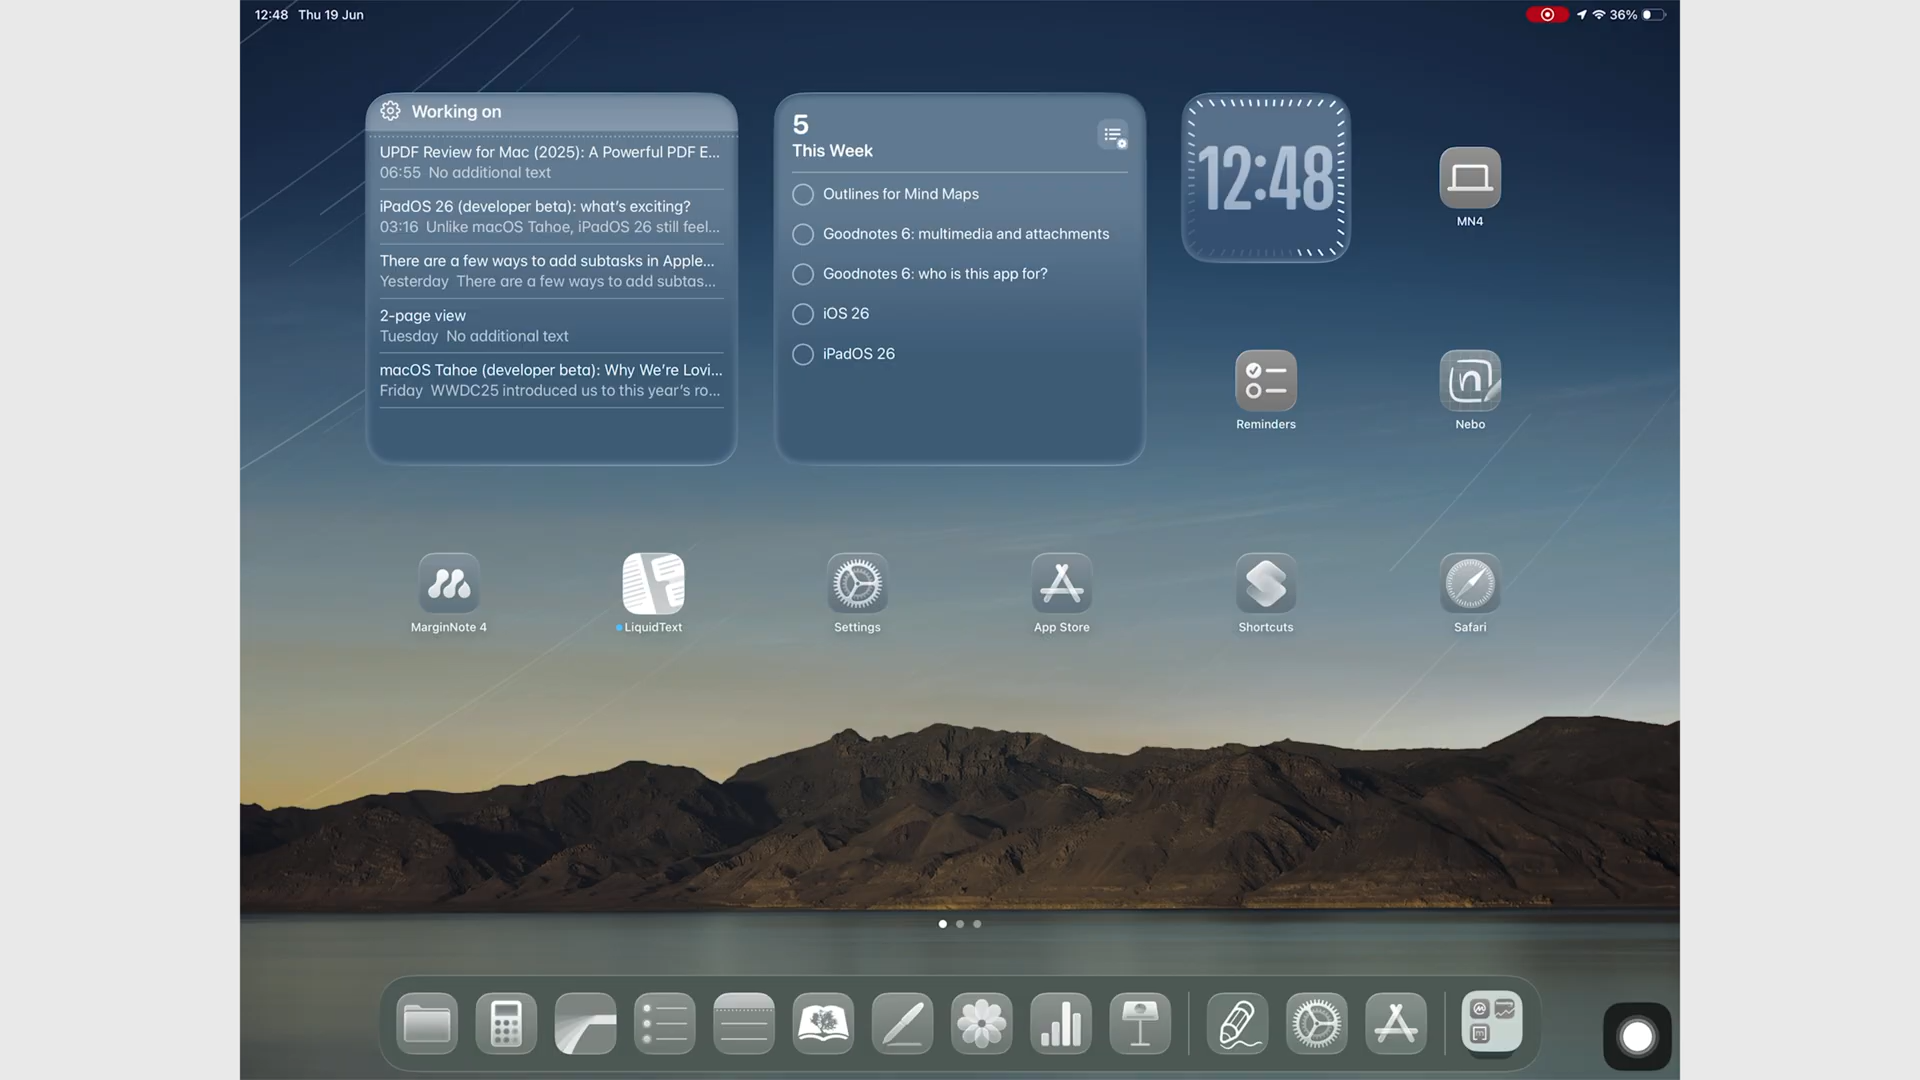 12:48 Thu 19 Jun
36%
Working on
UPDF Review for Mac (2025): A Powerful PDF E...
06:55 No additional text
iPadOS 26 (developer beta): what's exciting?
03:16 Unlike macOS Tahoe, iPadOS 26 still feel...
There are a few ways to add subtasks in Apple...
Yesterday There are a few ways to add subtas...
2-page view
Tuesday No additional text
macOS Tahoe (developer beta): Why We're Lovi...
Friday WWDC25 introduced us to this year's ro...
5
This Week
Outlines for Mind Maps
Goodnotes 6: multimedia and attachments
Goodnotes 6: who is this app for?
iOS 26
iPadOS 26
12:48
MN4
Reminders
Nebo
MarginNote 4
LiquidText
Settings
App Store
Shortcuts
Safari